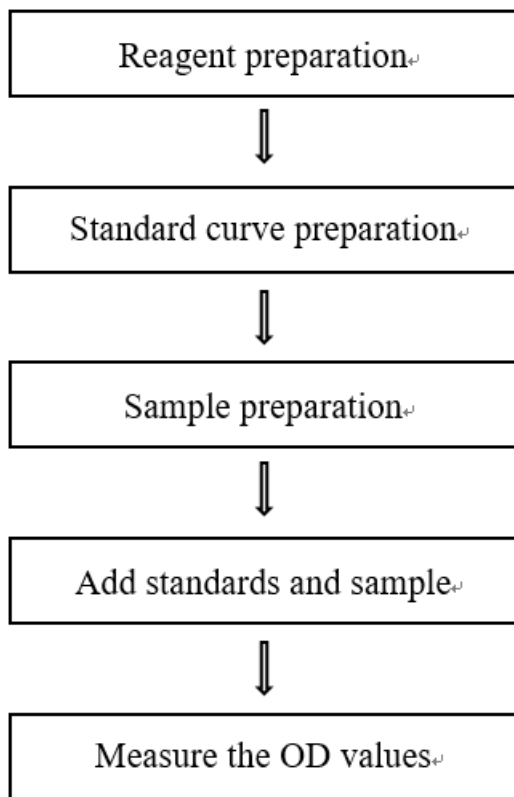 Reagent preparation
Standard curve preparation
Sample preparation
Add standards and sample
Measure the OD values